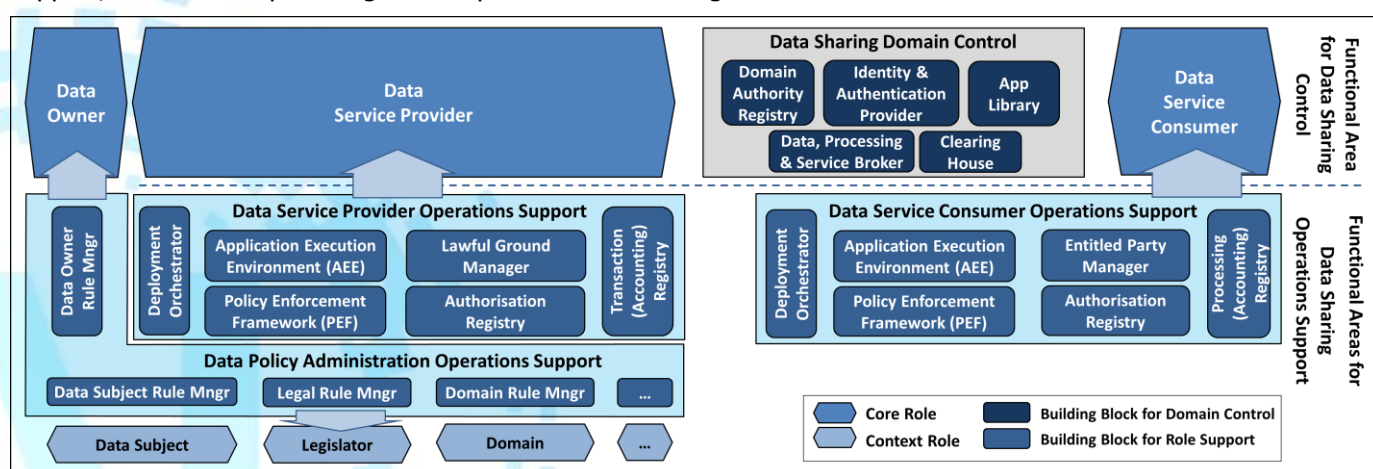 Data
Owner
Data
Service Provider
Data Sharing Domain Control
Domain
Authority
Registry
Identity &
Authentication
Provider
App
Library
Data, Processing
& Service Broker
Clearing
House
Data
Service
Consumer
Functional Area
for Data Sharing
Control
Data Owner
Rule Mngr
Data Service Provider Operations Support
Deployment
Orchestrator
Application Execution
Environment (AEE)
Lawful Ground
Manager
Policy Enforcement
Framework (PEF)
Authorisation
Registry
Transaction
(Accounting)
Registry
Data Service Consumer Operations Support
Deployment
Orchestrator
Application Execution
Environment (AEE)
Entitled Party
Manager
Policy Enforcement
Framework (PEF)
Authorisation
Registry
Processing
(Accounting)
Registry
Functional Areas for
Data Sharing
Operations Support
Data Policy Administration Operations Support
Data Subject Rule Mngr
Legal Rule Mngr
Domain Rule Mngr
...
Data Subject
Legislator
Domain
...
Core Role
Context Role
Building Block for Domain Control
Building Block for Role Support